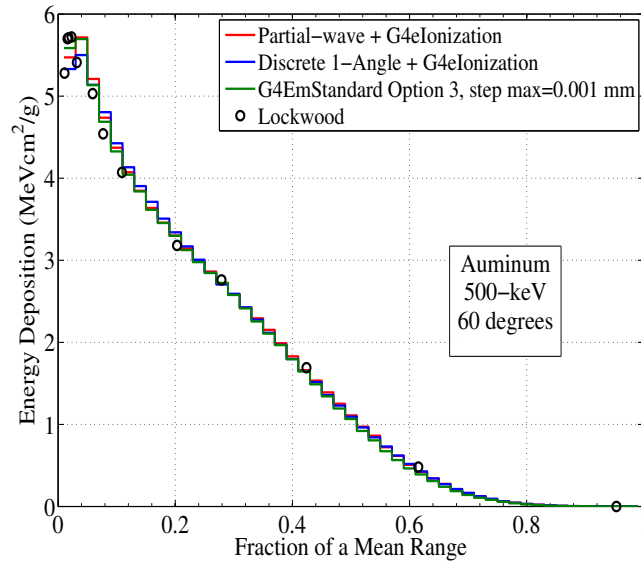 Partial-wave + G4eIonization
Discrete 1-Angle + G4eIonization
G4EmStandard Option 3, step max=0.001 mm
Lockwood
Auminum
500-keV
60 degrees
Energy Deposition (MeVcm²/g)
6
5
4
3
2
1
0
0 0.2 0.4 0.6 0.8
Fraction of a Mean Range